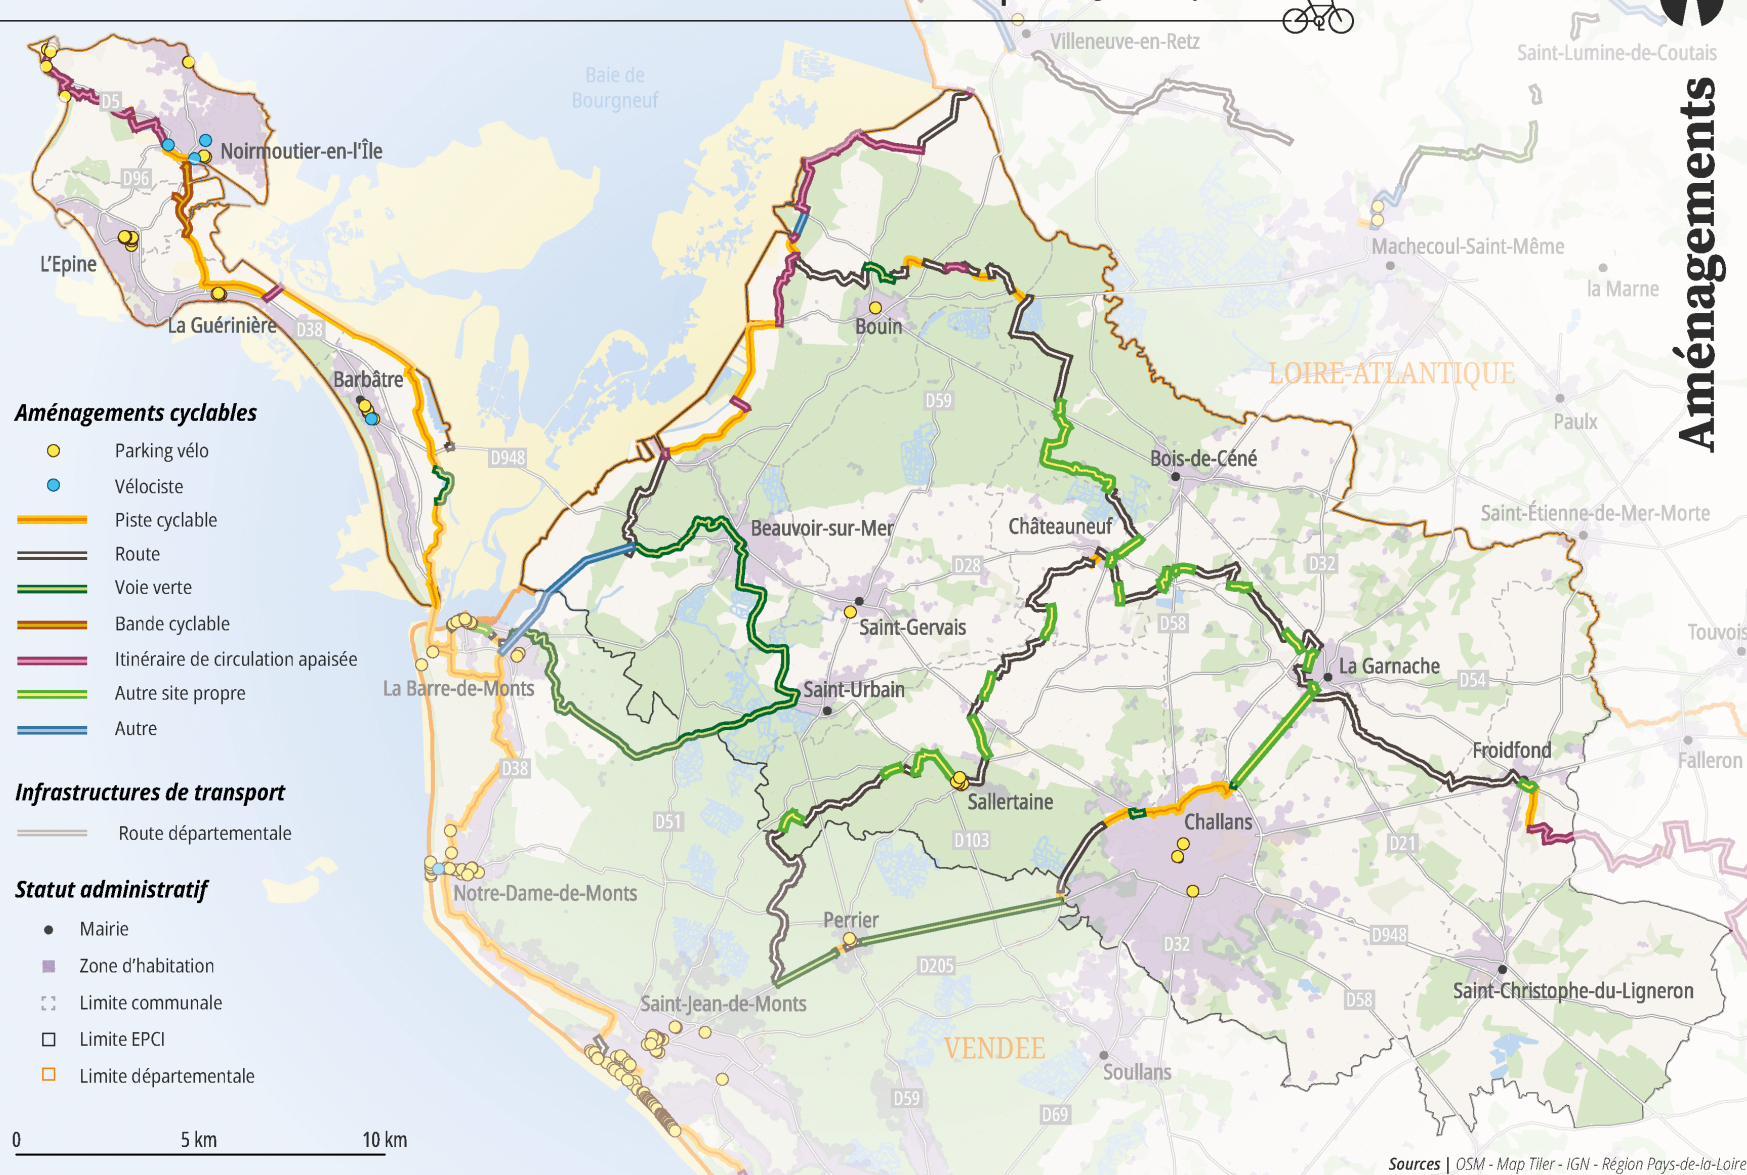 Villeneuve-en-Retz
Saint-Lumine-de-Coutais
Aménagements
Baie de
Bourgneuf
D5
Noirmoutier-en-l'Île
D96
L'Epine
La Guérinière
D38
Barbâtre
D948
Machecoul-Saint-Même
la Marne
Bouin
LOIRE-ATLANTIQUE
D59
Paulx
Bois-de-Céné
Saint-Étienne-de-Mer-Morte
Châteauneuf
Beauvoir-sur-Mer
D28
D32
Saint-Gervais
D58
Touvois
La Garnache
D54
La Barre-de-Monts
Saint-Urbain
Froidfond
Falleron
D38
Sallertaine
D51
D103
Challans
D21
Notre-Dame-de-Monts
Perrier
D32
D948
D205
Saint-Christophe-du-Ligneron
D58
Saint-Jean-de-Monts
VENDEE
Soullans
D59
D69
Aménagements cyclables
Parking vélo
Vélociste
Piste cyclable
Route
Voie verte
Bande cyclable
Itinéraire de circulation apaisée
Autre site propre
Autre
Infrastructures de transport
Route départementale
Statut administratif
Mairie
Zone d'habitation
Limite communale
Limite EPCI
Limite départementale
0 5 km 10 km
Sources | OSM - Map Tiler - IGN - Région Pays-de-la-Loire